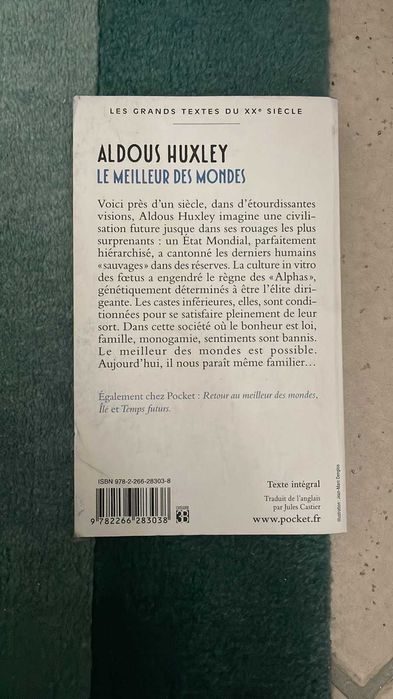 LES GRANDS TEXTES DU XXe SIÈCLE
ALDOUS HUXLEY
LE MEILLEUR DES MONDES
Voici près d'un siècle, dans d'étourdissantes
visions, Aldous Huxley imagine une civili-
sation future jusque dans ses rouages les plus
surprenants : un État Mondial, parfaitement
hiérarchisé, a cantonné les derniers humains
«sauvages» dans des réserves. La culture in vitro
des fœtus a engendré le règne des «Alphas»,
génétiquement déterminés à être l'élite diri-
geante. Les castes inférieures, elles, sont condi-
tionnées pour se satisfaire pleinement de leur
sort. Dans cette société où le bonheur est loi,
famille, monogamie, sentiments sont bannis.
Le meilleur des mondes est possible.
Aujourd'hui, il nous paraît même familier...
Également chez Pocket : Retour au meilleur des mondes,
Île et Temps futurs.
ISBN 978-2-266-28303-8
9 782266 283038
Texte intégral
Traduit de l'anglais
par Jules Castier
www.pocket.fr
Illustration : Jean-Marc Denglos